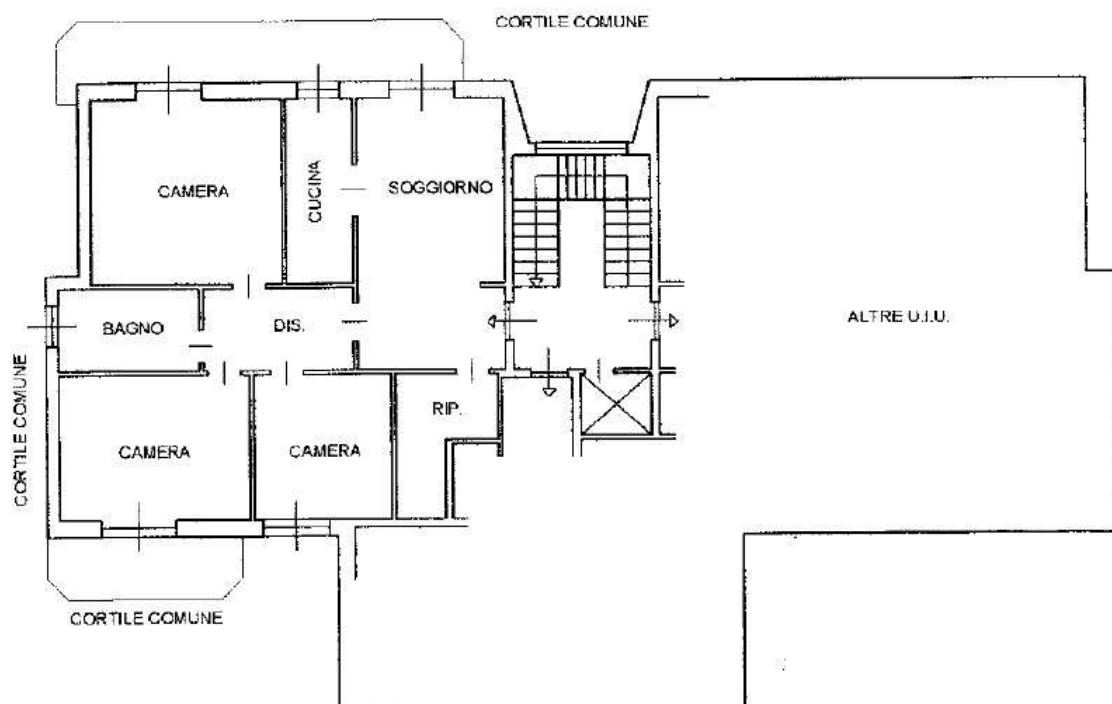 CORTILE COMUNE
CAMERA
CUCINA
SOGGIORNO
BAGNO
DIS.
ALTRE U.I.U.
CORTILE COMUNE
CAMERA
CAMERA
RIP.
CORTILE COMUNE